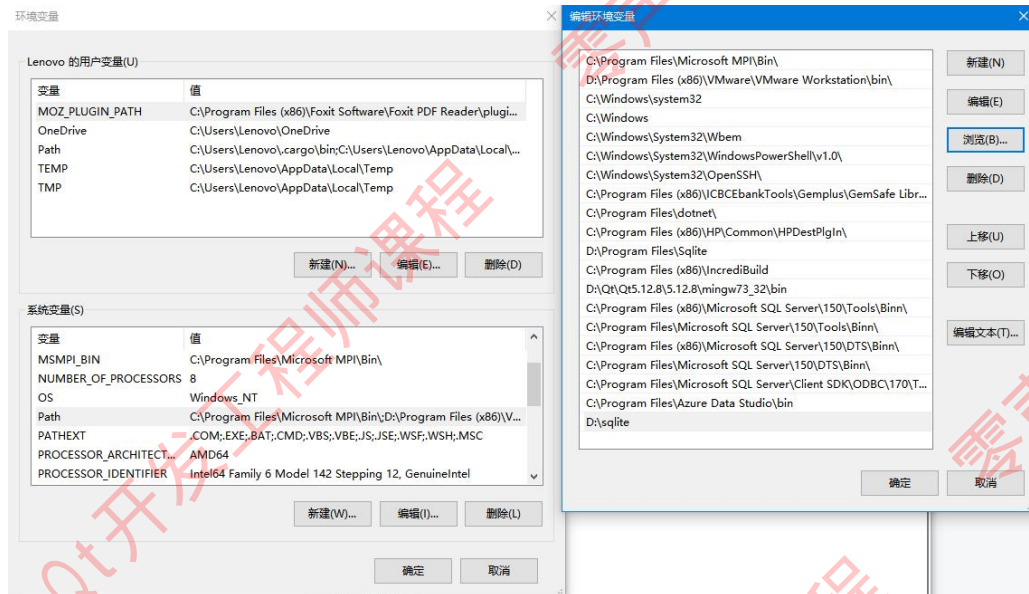 环境变量
Lenovo 的用户变量(U)
变量 值
MOZ_PLUGIN_PATH C:\Program Files (x86)\Foxit Software\Foxit PDF Reader\plugi...
OneDrive C:\Users\Lenovo\OneDrive
Path C:\Users\Lenovo\.cargo\bin;C:\Users\Lenovo\AppData\Local\...
TEMP C:\Users\Lenovo\AppData\Local\Temp
TMP C:\Users\Lenovo\AppData\Local\Temp
新建(N)... 编辑(E)... 删除(D)
系统变量(S)
变量 值
MSMPI_BIN C:\Program Files\Microsoft MPI\Bin\
NUMBER_OF_PROCESSORS 8
OS Windows_NT
Path C:\Program Files\Microsoft MPI\Bin\;D:\Program Files (x86)\V...
PATHEXT .COM;.EXE;.BAT;.CMD;.VBS;.VBE;.JS;.JSE;.WSF;.WSH;.MSC
PROCESSOR_ARCHITECT... AMD64
PROCESSOR_IDENTIFIER Intel64 Family 6 Model 142 Stepping 12, GenuineIntel
新建(W)... 编辑(I)... 删除(L)
确定 取消
编辑环境变量
C:\Program Files\Microsoft MPI\Bin\
D:\Program Files (x86)\VMware\VMware Workstation\bin\
C:\Windows\system32
C:\Windows
C:\Windows\System32\Wbem
C:\Windows\System32\WindowsPowerShell\v1.0\
C:\Windows\System32\OpenSSH\
C:\Program Files (x86)\ICBCEbankTools\Gemplus\GemSafe Libr...
C:\Program Files\dotnet\
C:\Program Files (x86)\HP\Common\HPDestPlgIn\
D:\Program Files\Sqlite
C:\Program Files (x86)\IncrediBuild
D:\Qt\Qt5.12.8\5.12.8\mingw73_32\bin
C:\Program Files (x86)\Microsoft SQL Server\150\Tools\Binn\
C:\Program Files\Microsoft SQL Server\150\Tools\Binn\
C:\Program Files (x86)\Microsoft SQL Server\150\DTS\Binn\
C:\Program Files\Microsoft SQL Server\150\DTS\Binn\
C:\Program Files\Microsoft SQL Server\Client SDK\ODBC\170\T...
C:\Program Files\Azure Data Studio\bin
D:\sqlite
新建(N)
编辑(E)
浏览(B)...
删除(D)
上移(U)
下移(O)
编辑文本(T)...
确定 取消
Qt开发工程师课程
零声
零声
程